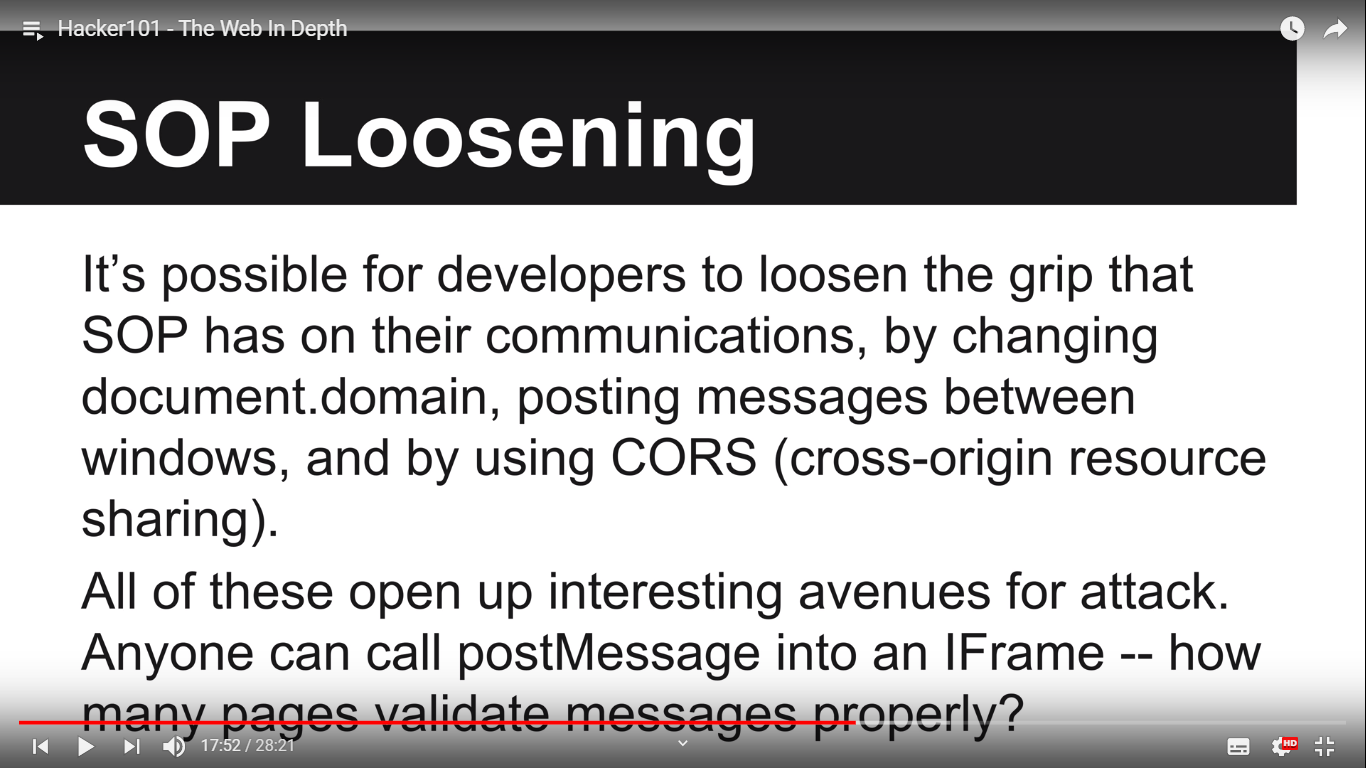 Hacker101 - The Web In Depth
SOP Loosening
It’s possible for developers to loosen the grip that
SOP has on their communications, by changing
document.domain, posting messages between
windows, and by using CORS (cross-origin resource
sharing).
All of these open up interesting avenues for attack.
Anyone can call postMessage into an IFrame -- how
many pages validate messages properly?
17:52 / 28:21
HD